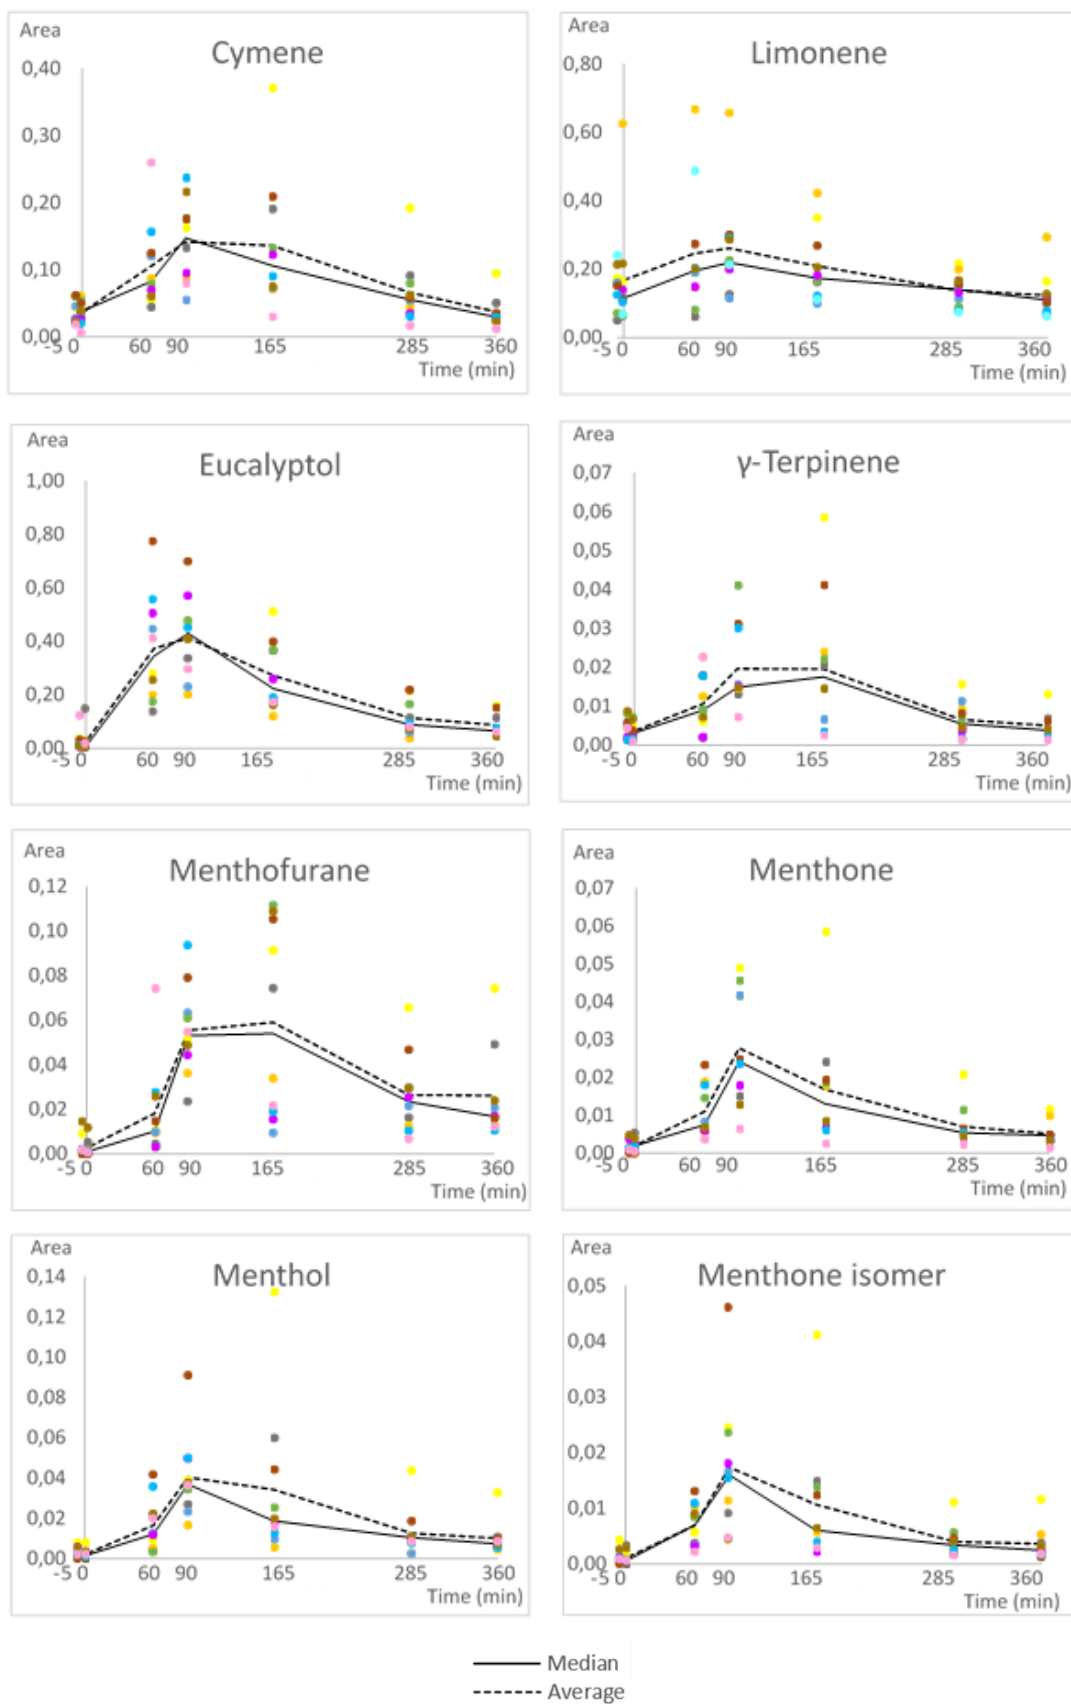 Area
Cymene
0,40
0,30
0,20
0,10
0,00
-5 0 60 90 165 285 360
Time (min)
Area
Limonene
0,80
0,60
0,40
0,20
0,00
-5 0 60 90 165 285 360
Time (min)
Area
Eucalyptol
1,00
0,80
0,60
0,40
0,20
0,00
-5 0 60 90 165 285 360
Time (min)
Area
γ-Terpinene
0,07
0,06
0,05
0,04
0,03
0,02
0,01
0,00
-5 0 60 90 165 285 360
Time (min)
Area
Menthofurane
0,12
0,10
0,08
0,06
0,04
0,02
0,00
-5 0 60 90 165 285 360
Time (min)
Area
Menthone
0,07
0,06
0,05
0,04
0,03
0,02
0,01
0,00
-5 0 60 90 165 285 360
Time (min)
Area
Menthol
0,14
0,12
0,10
0,08
0,06
0,04
0,02
0,00
-5 0 60 90 165 285 360
Time (min)
Area
Menthone isomer
0,05
0,04
0,03
0,02
0,01
0,00
-5 0 60 90 165 285 360
Time (min)
Median
Average